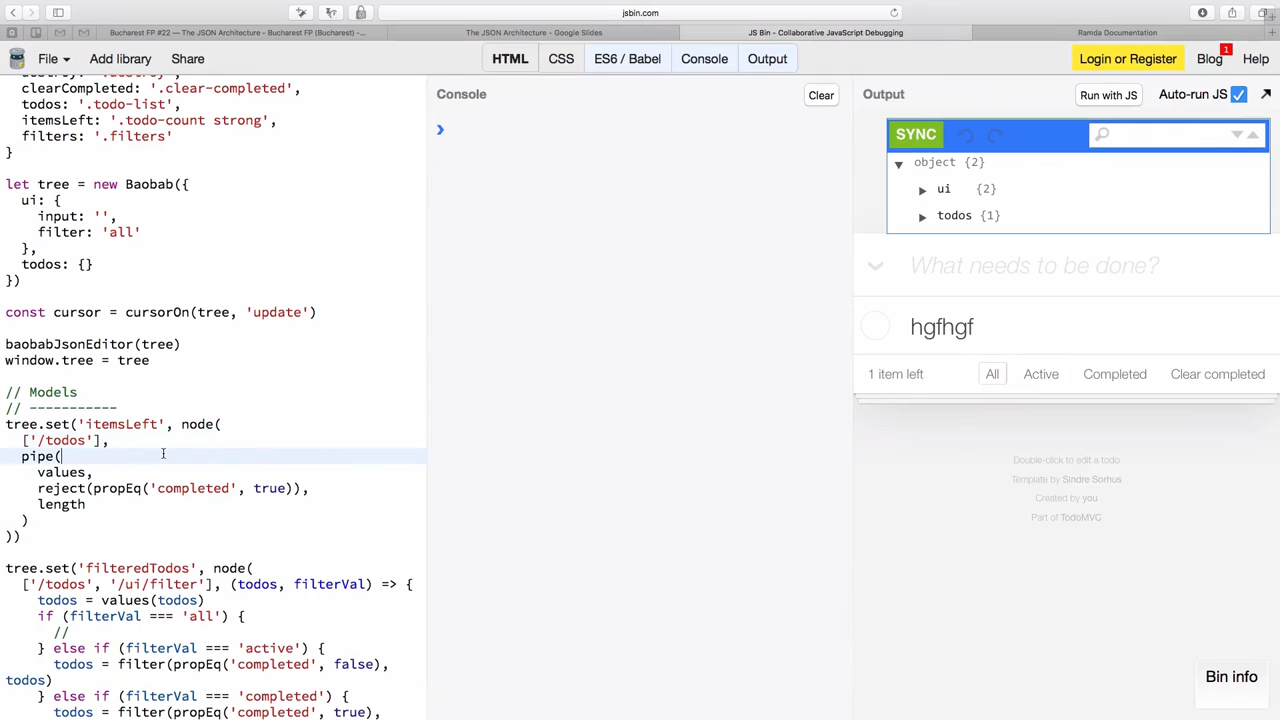 jsbin.com
Bucharest FP #22 — The JSON Architecture - Bucharest FP (Bucharest) -...
The JSON Architecture - Google Slides
JS Bin - Collaborative JavaScript Debugging
Ramda Documentation
File
Add library
Share
HTML
CSS
ES6 / Babel
Console
Output
Login or Register
Blog
1
Help
clearCompleted: '.clear-completed',
todos: '.todo-list',
itemsLeft: '.todo-count strong',
filters: '.filters'
}
let tree = new Baobab({
ui: {
input: '',
filter: 'all'
},
todos: {}
})
const cursor = cursorOn(tree, 'update')
baobabJsonEditor(tree)
window.tree = tree
// Models
// -----------
tree.set('itemsLeft', node(
['/todos'],
pipe(
values,
reject(propEq('completed', true)),
length
)
))
tree.set('filteredTodos', node(
['/todos', '/ui/filter'], (todos, filterVal) => {
todos = values(todos)
if (filterVal === 'all') {
//
} else if (filterVal === 'active') {
todos = filter(propEq('completed', false),
todos)
} else if (filterVal === 'completed') {
todos = filter(propEq('completed', true),
Console
Clear
›
Output
Run with JS
Auto-run JS
SYNC
object {2}
ui {2}
todos {1}
What needs to be done?
hgfhgf
1 item left
All
Active
Completed
Clear completed
Double-click to edit a todo
Template by Sindre Sorhus
Created by you
Part of TodoMVC
Bin info